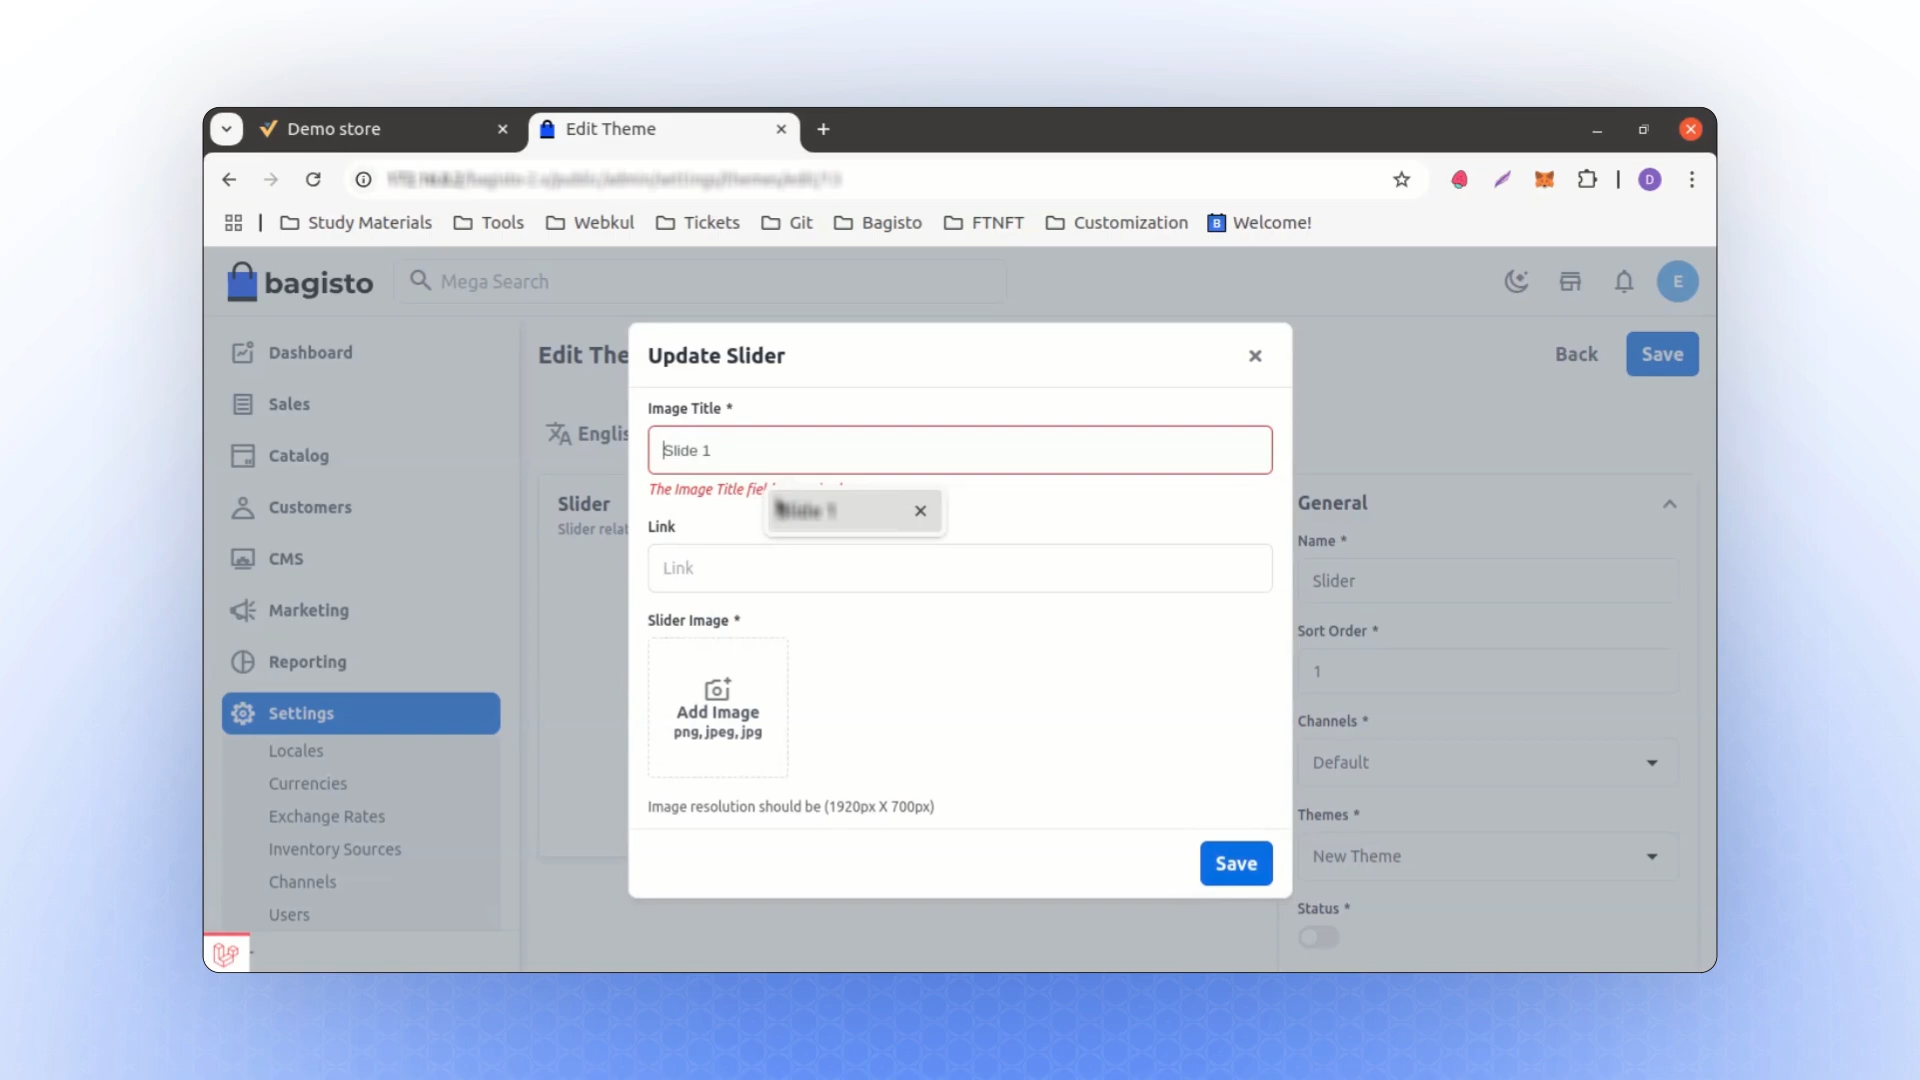 Demo store
Edit Theme
Study Materials
Tools
Webkul
Tickets
Git
Bagisto
FTNFT
Customization
B
Welcome!
D
bagisto
Mega Search
E
Dashboard
Sales
Catalog
Customers
CMS
Marketing
Reporting
Settings
Locales
Currencies
Exchange Rates
Inventory Sources
Channels
Users
Edit The
Back
Save
Englis
Slider
Slider relat
Update Slider
Image Title *
Slide 1
The Image Title fiel
Slide 1
Link
Link
Slider Image *
Add Image
png, jpeg, jpg
Image resolution should be (1920px X 700px)
Save
General
Name *
Slider
Sort Order *
1
Channels *
Default
Themes *
New Theme
Status *